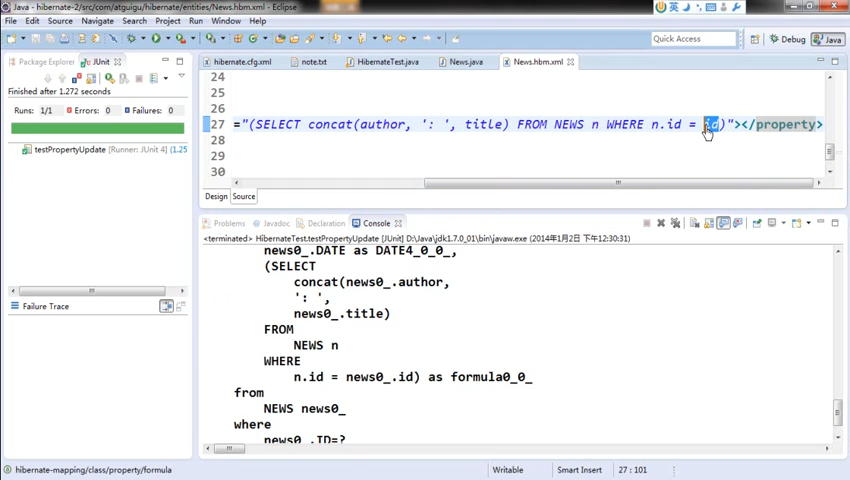 Java - hibernate-2/src/com/atguigu/hibernate/entities/News.hbm.xml - Eclipse
英
File Edit Source Navigate Search Project Run Window Help
Quick Access
Debug
Java
Package Explorer
JUnit
hibernate.cfg.xml
note.txt
HibernateTest.java
News.java
News.hbm.xml
Finished after 1.272 seconds
Runs: 1/1
Errors: 0
Failures: 0
testPropertyUpdate [Runner: JUnit 4] (1.25
Failure Trace
24
25
26
27 ="(SELECT concat(author, ': ', title) FROM NEWS n WHERE n.id = id)"></property>
28
29
30
Design Source
Problems Javadoc Declaration Console
<terminated> HibernateTest.testPropertyUpdate [JUnit] D:\Java\jdk1.7.0_01\bin\javaw.exe (2014年1月2日 下午12:30:31)
news0_.DATE as DATE4_0_0_,
(SELECT
concat(news0_.author,
': ',
news0_.title)
FROM
NEWS n
WHERE
n.id = news0_.id) as formula0_0_
from
NEWS news0_
where
news0_.ID=?
hibernate-mapping/class/property/formula
Writable
Smart Insert
27 : 101